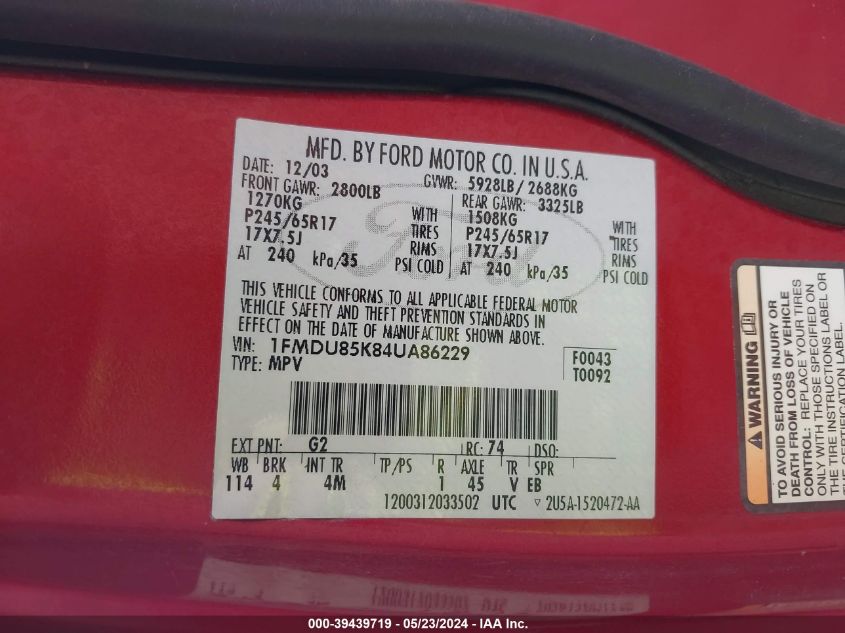 MFD. BY FORD MOTOR CO. IN U.S.A.
DATE: 12/03 GVWR: 5928LB/2688KG
FRONT GAWR: 2800LB REAR GAWR: 3325LB
1270KG WITH 1508KG WITH
P245/65R17 TIRES P245/65R17 TIRES
17X7.5J RIMS 17X7.5J RIMS
AT 240 kPa/35 PSI COLD AT 240 kPa/35 PSI COLD
Ford
THIS VEHICLE CONFORMS TO ALL APPLICABLE FEDERAL MOTOR
VEHICLE SAFETY AND THEFT PREVENTION STANDARDS IN
EFFECT ON THE DATE OF MANUFACTURE SHOWN ABOVE.
VIN: 1FMDU85K84UA86229 F0043
TYPE: MPV T0092
EXT PNT: G2 RC: 74 DSO:
WB BRK INT TR TP/PS R AXLE TR SPR
114 4 4M 1 45 V EB
1200312033502 UTC 2U5A-1520472-AA
WARNING
TO AVOID SERIOUS INJURY OR
DEATH FROM LOSS OF VEHICLE
CONTROL: REPLACE YOUR TIRES
ONLY WITH THOSE SPECIFIED ON
THE TIRE INSTRUCTIONS LABEL OR
THE CERTIFICATION LABEL
000-39439719 - 05/23/2024 - IAA Inc.